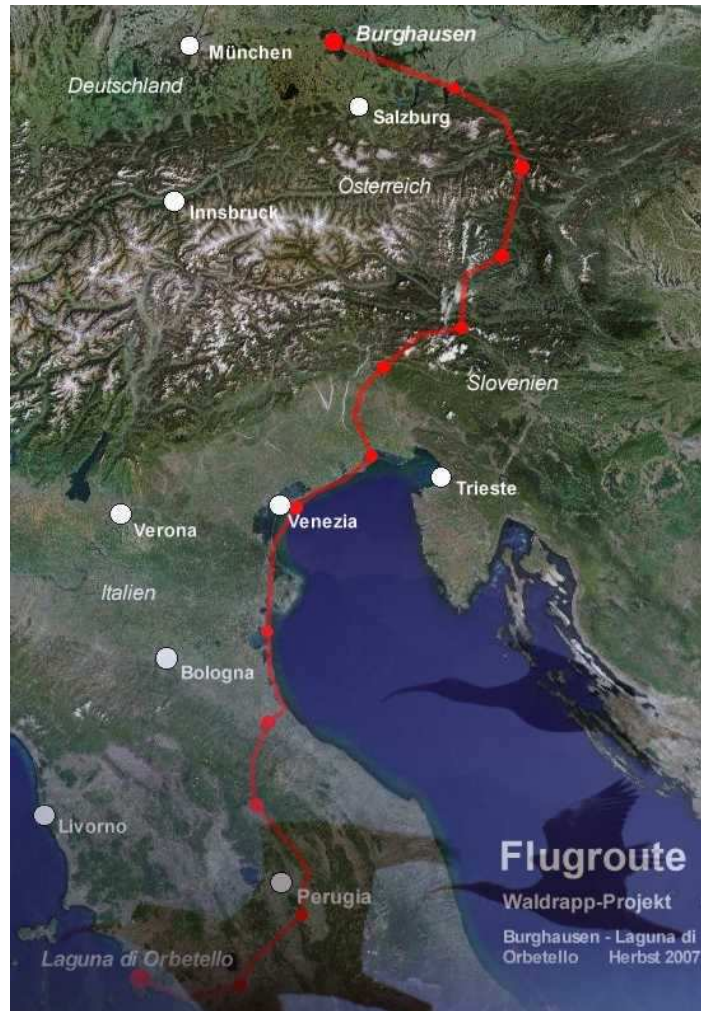 Burghausen
München
Deutschland
Salzburg
Österreich
Innsbruck
Slovenien
Trieste
Venezia
Verona
Italien
Bologna
Livorno
Flugroute
Perugia
Waldrapp-Projekt
Burghausen - Laguna di
Orbetello Herbst 2007
Laguna di Orbetello